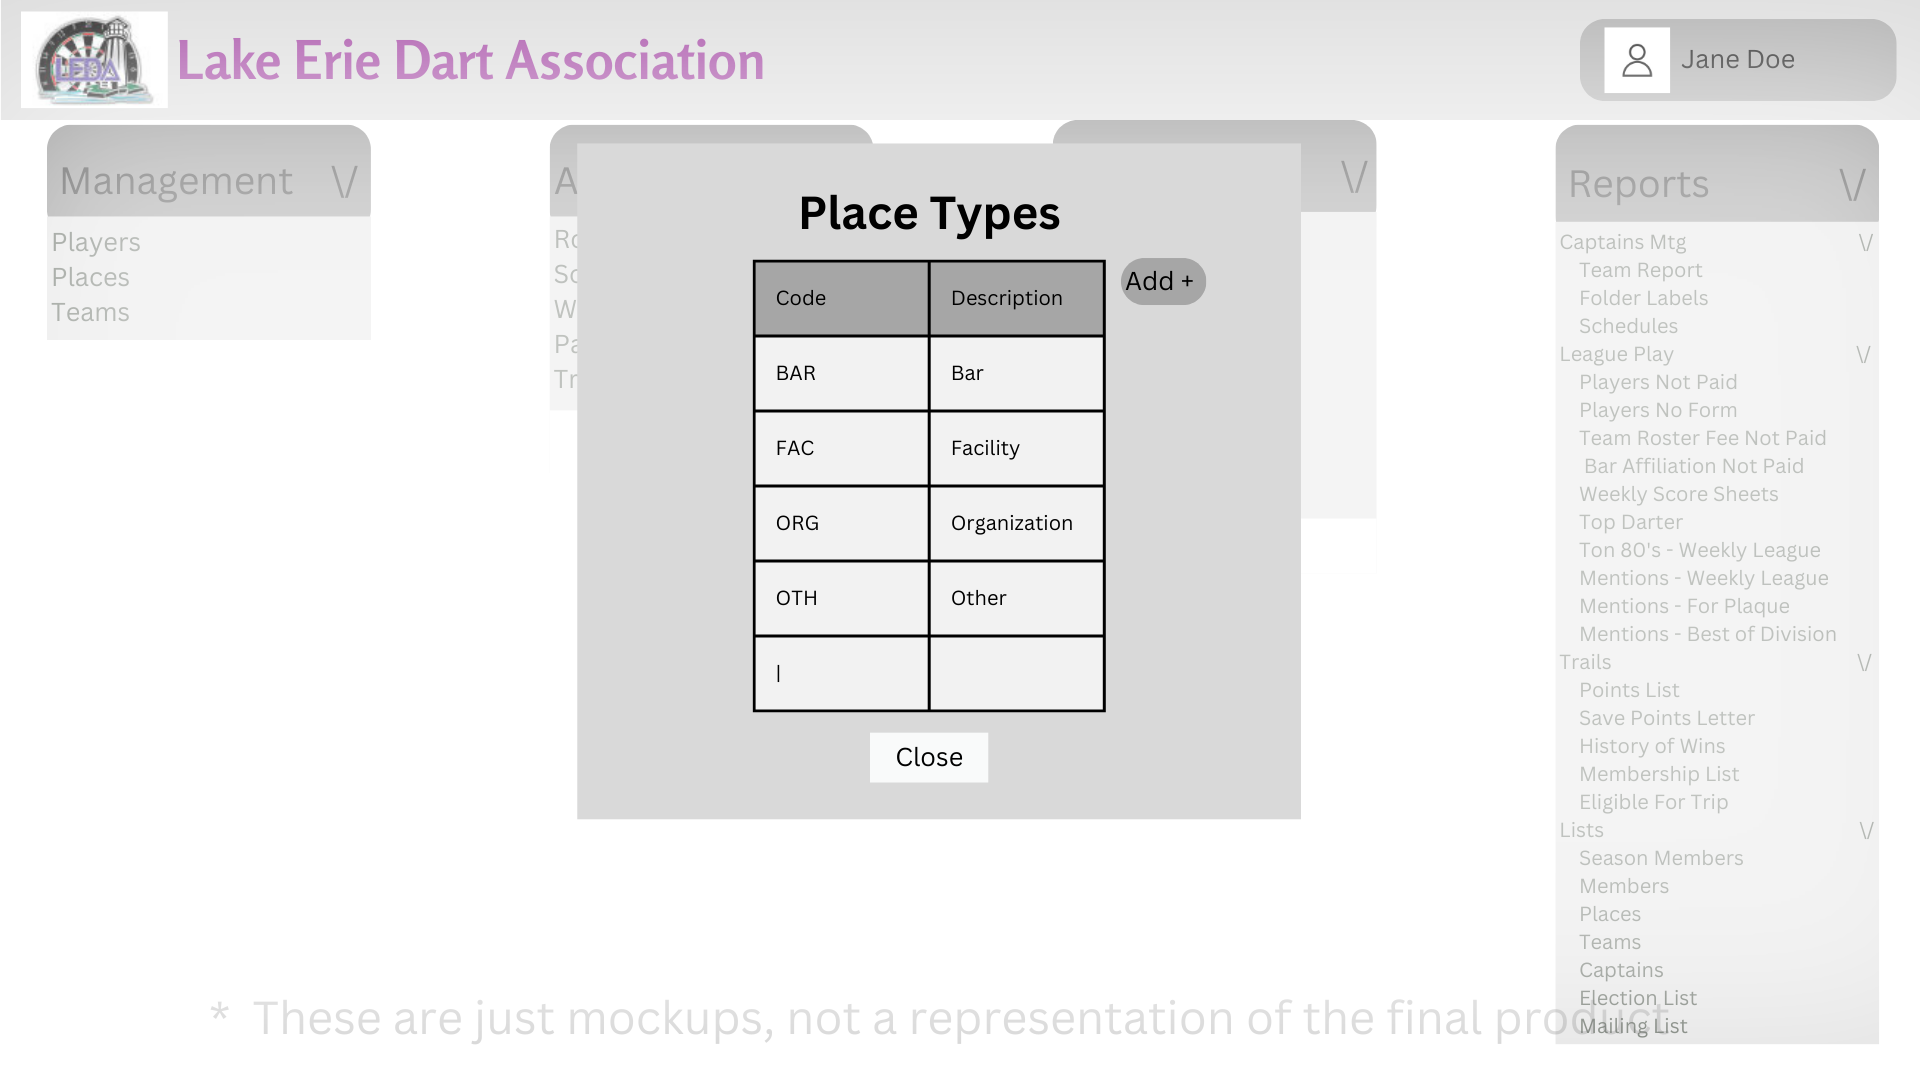 LEDA
Lake Erie Dart Association
Jane Doe
Management \/
Players
Places
Teams
A
Ro
Sc
W
Pa
Tr
\/
Place Types
Add +
Code Description
BAR Bar
FAC Facility
ORG Organization
OTH Other
|
Close
Reports \/
Captains Mtg \/
Team Report
Folder Labels
Schedules
League Play \/
Players Not Paid
Players No Form
Team Roster Fee Not Paid
Bar Affiliation Not Paid
Weekly Score Sheets
Top Darter
Ton 80's - Weekly League
Mentions - Weekly League
Mentions - For Plaque
Mentions - Best of Division
Trails \/
Points List
Save Points Letter
History of Wins
Membership List
Eligible For Trip
Lists \/
Season Members
Members
Places
Teams
Captains
Election List
Mailing List
* These are just mockups, not a representation of the final product